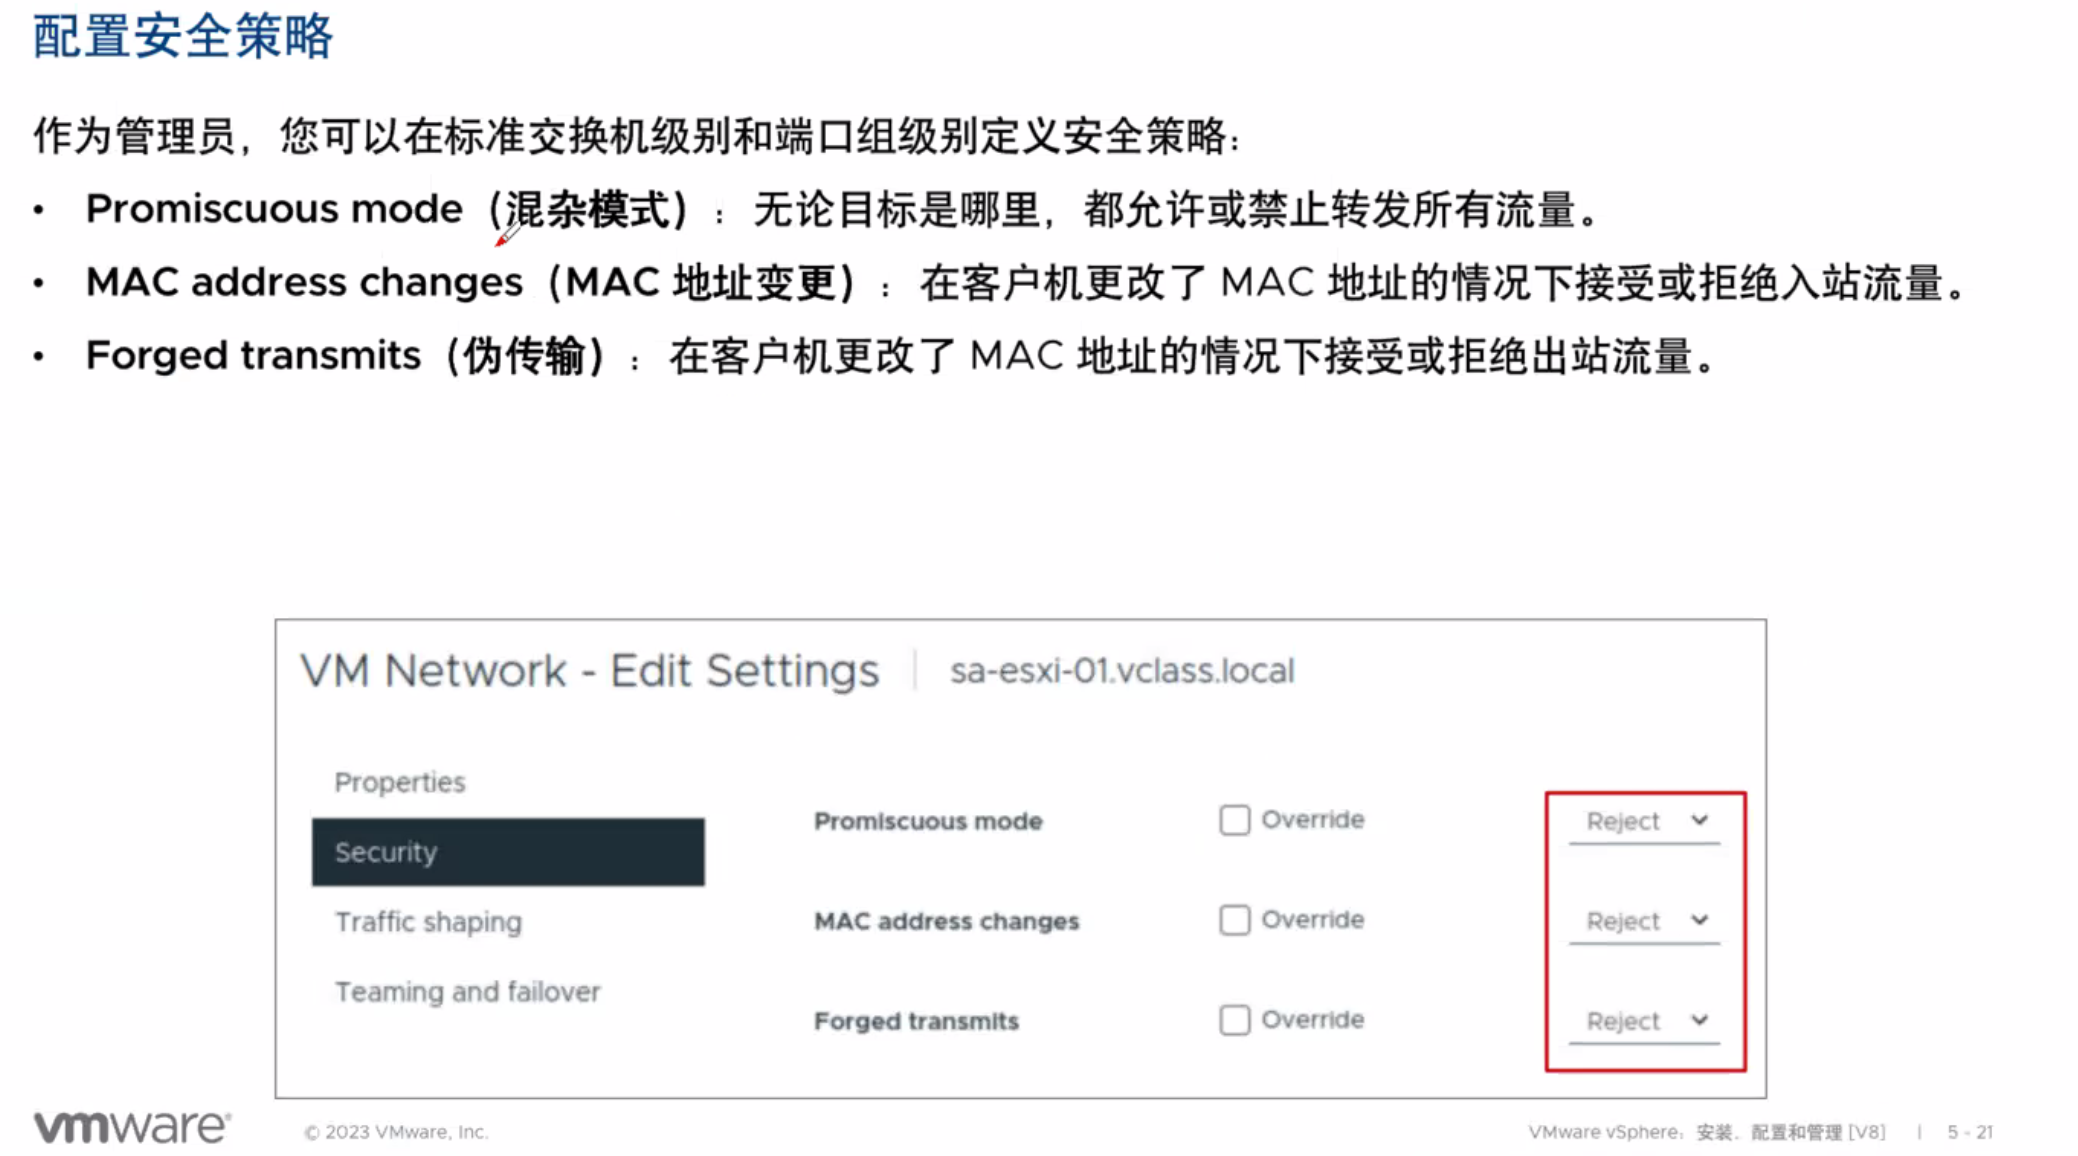 配置安全策略
作为管理员，您可以在标准交换机级别和端口组级别定义安全策略：
• Promiscuous mode（混杂模式）：无论目标是哪里，都允许或禁止转发所有流量。
• MAC address changes（MAC 地址变更）：在客户机更改了 MAC 地址的情况下接受或拒绝入站流量。
• Forged transmits（伪传输）：在客户机更改了 MAC 地址的情况下接受或拒绝出站流量。
VM Network - Edit Settings | sa-esxi-01.vclass.local
Properties
Security
Traffic shaping
Teaming and failover
Promiscuous mode Override Reject
MAC address changes Override Reject
Forged transmits Override Reject
vmware®
© 2023 VMware, Inc.
VMware vSphere：安装、配置和管理 [V8] | 5 - 21